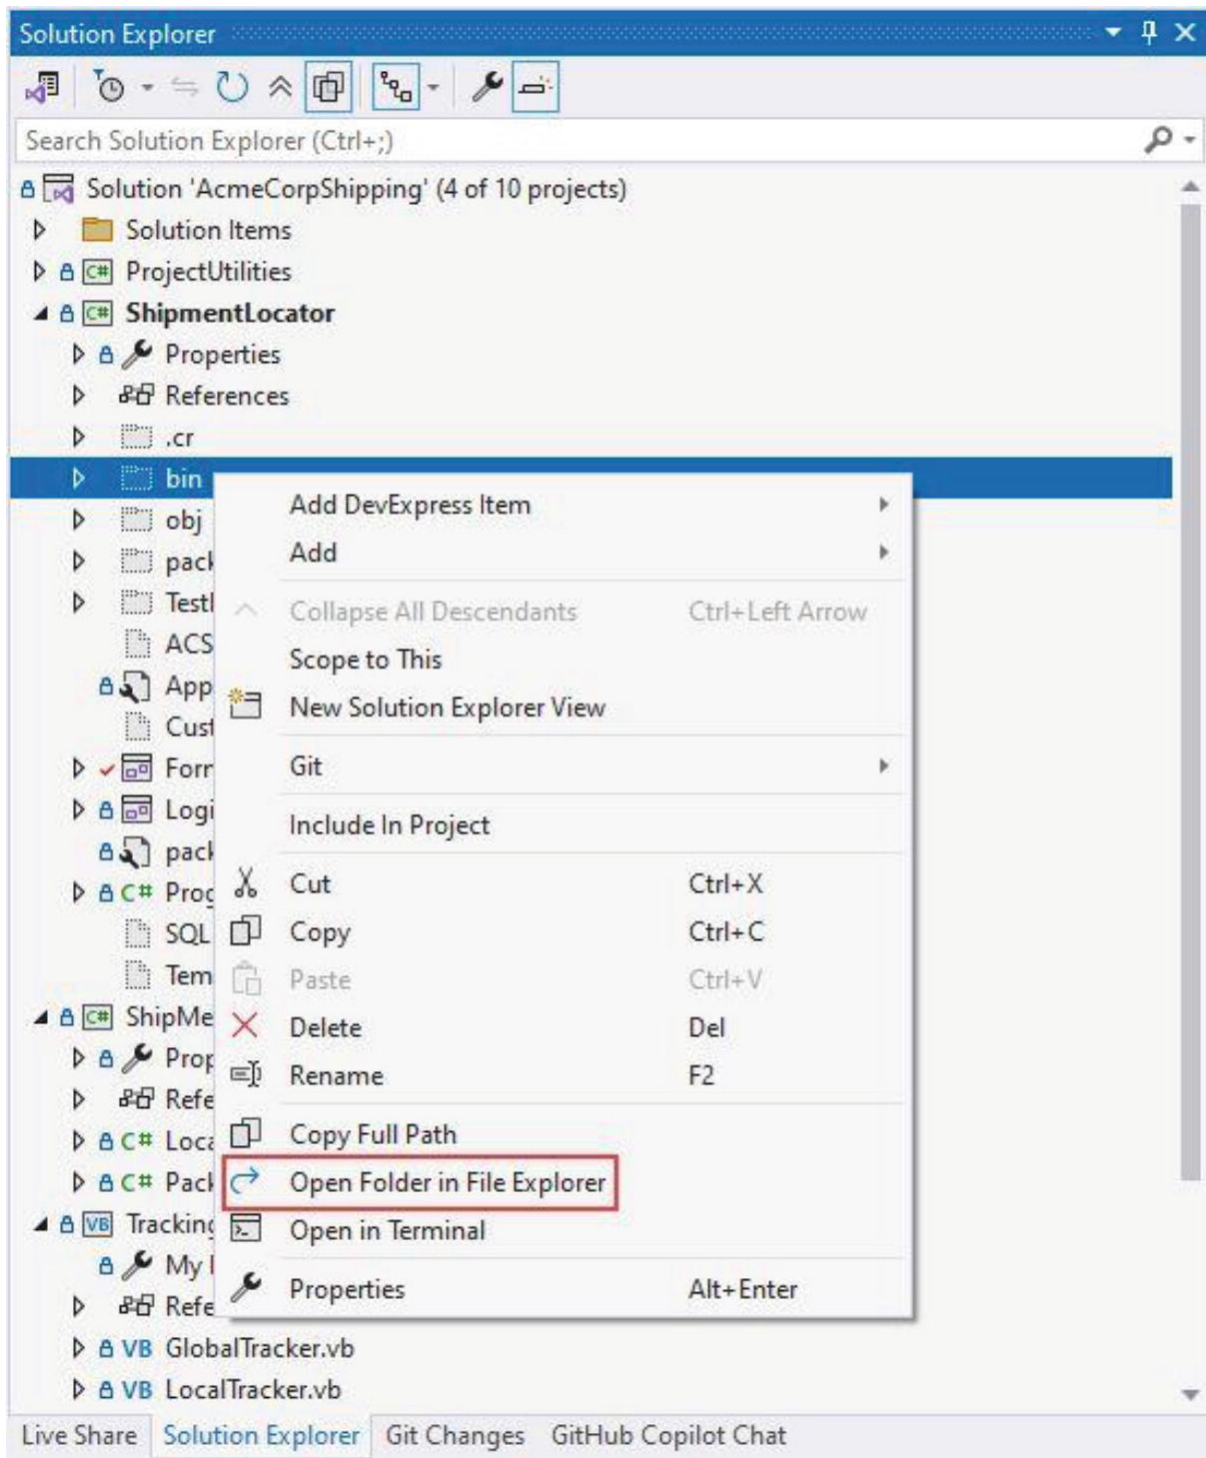 Solution Explorer
Search Solution Explorer (Ctrl+;)
Solution 'AcmeCorpShipping' (4 of 10 projects)
Solution Items
C# ProjectUtilities
C# ShipmentLocator
Properties
References
.cr
bin
Add DevExpress Item
obj
Add
pack
Test
Collapse All Descendants Ctrl+Left Arrow
ACS
Scope to This
App
New Solution Explorer View
Cust
Git
Form
Logi
Include In Project
pack
Cut Ctrl+X
C# Prog
Copy Ctrl+C
SQL
Paste Ctrl+V
Tem
Delete Del
C# ShipMe
Rename F2
Prop
Refe
Copy Full Path
C# Loca
Open Folder in File Explorer
C# Pack
Open in Terminal
VB Tracking
My
Properties Alt+Enter
Refe
VB GlobalTracker.vb
VB LocalTracker.vb
Live Share Solution Explorer Git Changes GitHub Copilot Chat